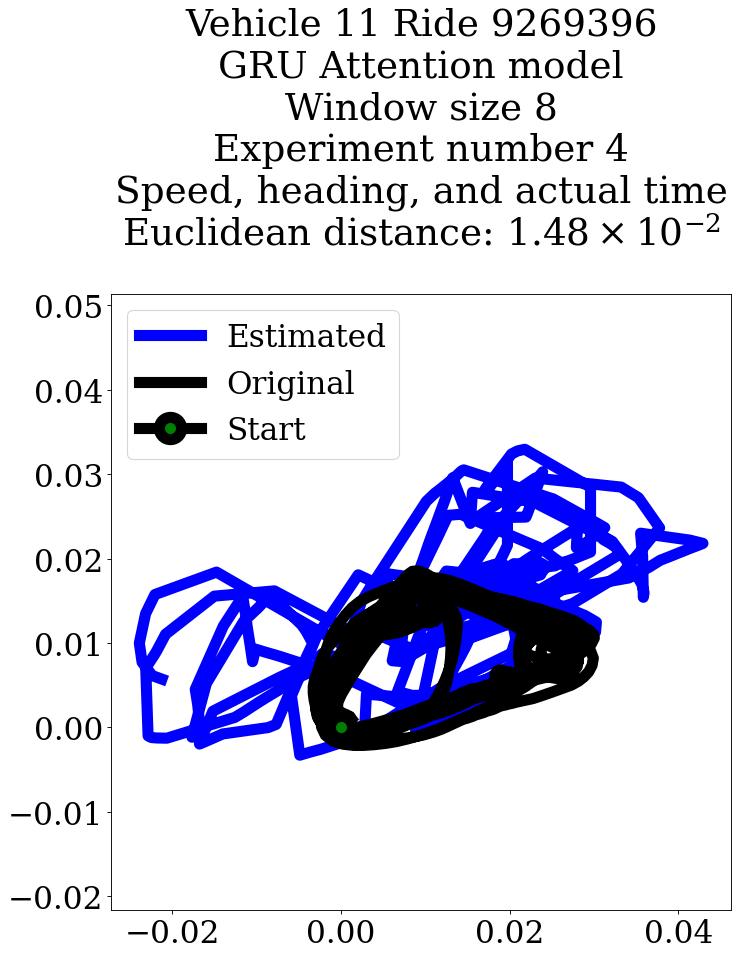 Vehicle 11 Ride 9269396
GRU Attention model
Window size 8
Experiment number 4
Speed, heading, and actual time
Euclidean distance: 1.48 × 10⁻²
0.05
Estimated
0.04
Original
Start
0.03
0.02
0.01
0.00
−0.01
−0.02
−0.02 0.00 0.02 0.04